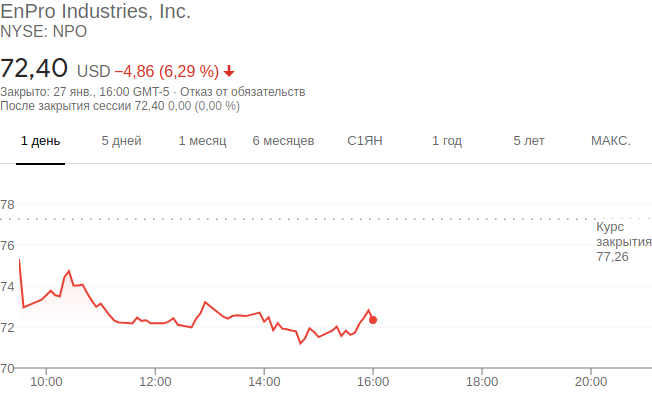 EnPro Industries, Inc.
NYSE: NPO
72,40 USD −4,86 (6,29 %)
Закрыто: 27 янв., 16:00 GMT-5 · Отказ от обязательств
После закрытия сессии 72,40 0,00 (0,00 %)
1 день 5 дней 1 месяц 6 месяцев С1ЯН 1 год 5 лет МАКС.
78
Курс
76 закрытия
77,26
74
72
70
10:00 12:00 14:00 16:00 18:00 20:00